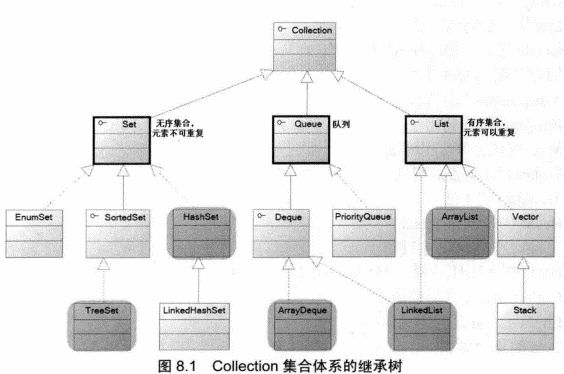 Collection
Set
无序集合,
元素不可重复
Queue
队列
List
有序集合,
元素可以重复
EnumSet
SortedSet
HashSet
Deque
PriorityQueue
ArrayList
Vector
TreeSet
LinkedHashSet
ArrayDeque
LinkedList
Stack
图 8.1 Collection 集合体系的继承树